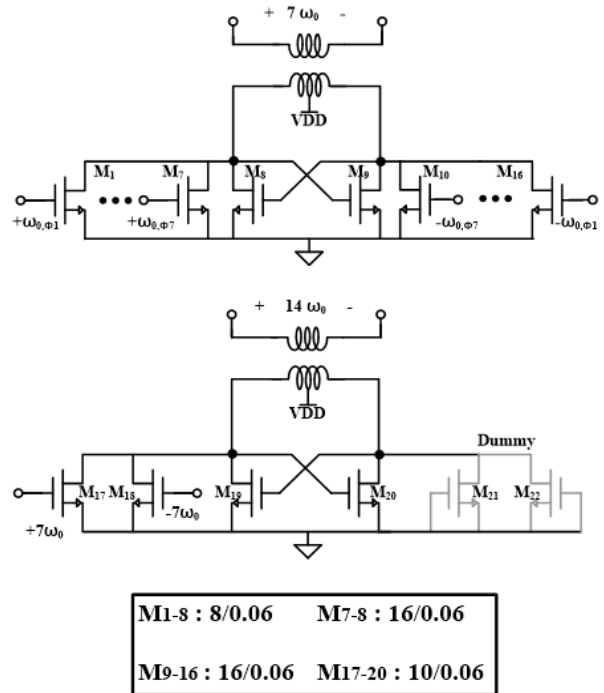 + 7 ω₀ -
VDD
M₁ M₇ M₈ M₉ M₁₀ M₁₆
+ω₀,Φ₁ +ω₀,Φ₇ -ω₀,Φ₇ -ω₀,Φ₁
+ 14 ω₀ -
VDD
Dummy
M₁₇ M₁₈ M₁₉ M₂₀ M₂₁ M₂₂
+7ω₀ -7ω₀
M₁₋₈ : 8/0.06 M₇₋₈ : 16/0.06
M₉₋₁₆ : 16/0.06 M₁₇₋₂₀ : 10/0.06